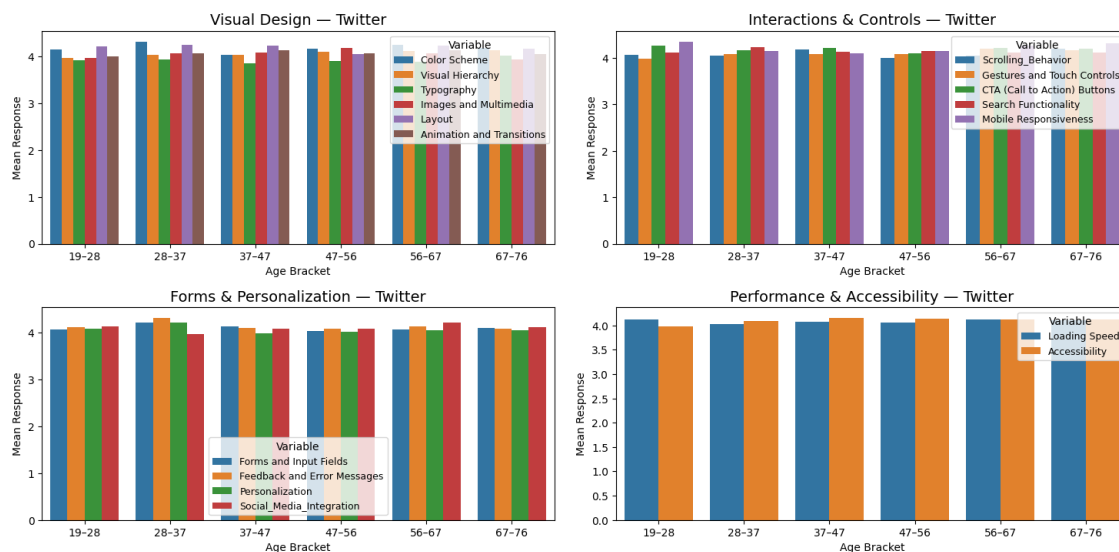 Visual Design — Twitter
Mean Response
4
3
2
1
0
Variable
Color Scheme
Visual Hierarchy
Typography
Images and Multimedia
Layout
Animation and Transitions
19–28 28–37 37–47 47–56 56–67 67–76
Age Bracket
Interactions & Controls — Twitter
Mean Response
4
3
2
1
0
Variable
Scrolling_Behavior
Gestures and Touch Controls
CTA (Call to Action) Buttons
Search Functionality
Mobile Responsiveness
19–28 28–37 37–47 47–56 56–67 67–76
Age Bracket
Forms & Personalization — Twitter
Mean Response
4
3
2
1
0
Variable
Forms and Input Fields
Feedback and Error Messages
Personalization
Social_Media_Integration
19–28 28–37 37–47 47–56 56–67 67–76
Age Bracket
Performance & Accessibility — Twitter
Mean Response
4.0
3.5
3.0
2.5
2.0
1.5
1.0
0.5
0.0
Variable
Loading Speed
Accessibility
19–28 28–37 37–47 47–56 56–67 67–76
Age Bracket